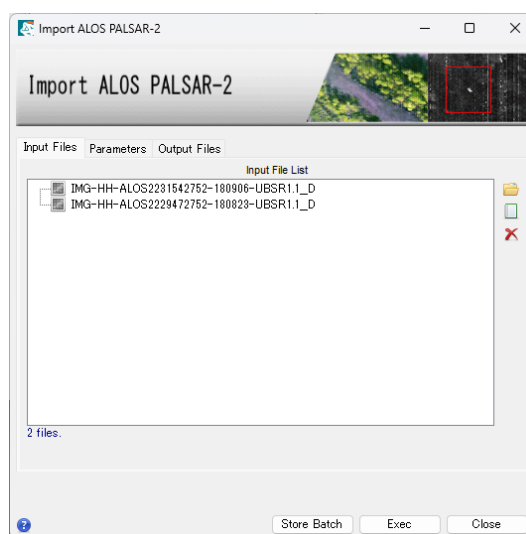 Import ALOS PALSAR-2
Import ALOS PALSAR-2
Input Files Parameters Output Files
Input File List
IMG-HH-ALOS2231542752-180906-UBSR1.1_D
IMG-HH-ALOS2229472752-180823-UBSR1.1_D
2 files.
Store Batch Exec Close